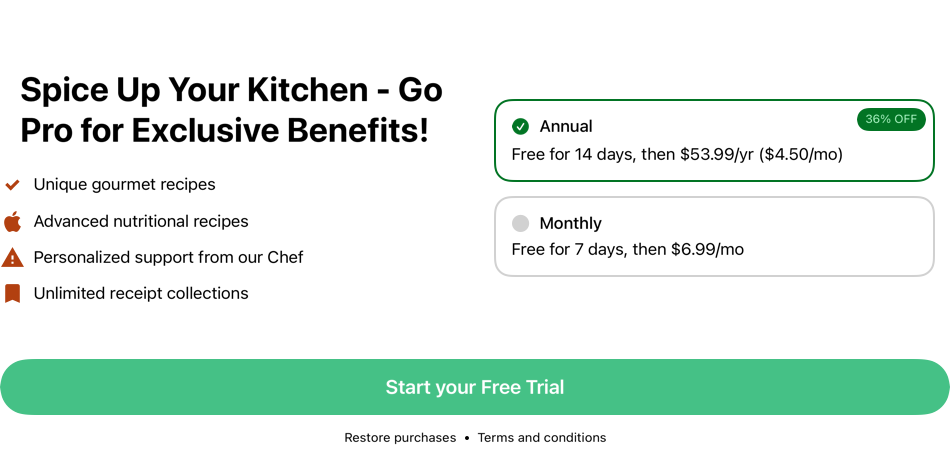 Spice Up Your Kitchen - Go
Pro for Exclusive Benefits!
Unique gourmet recipes
Advanced nutritional recipes
Personalized support from our Chef
Unlimited receipt collections
36% OFF
Annual
Free for 14 days, then $53.99/yr ($4.50/mo)
Monthly
Free for 7 days, then $6.99/mo
Start your Free Trial
Restore purchases • Terms and conditions